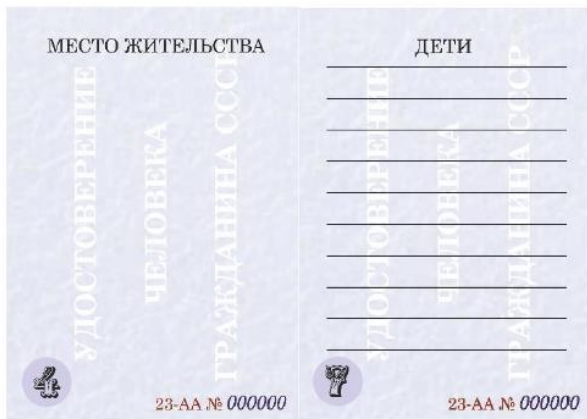 МЕСТО ЖИТЕЛЬСТВА
УДОСТОВЕРЕНИЕ
ЧЕЛОВЕКА
ГРАЖДАНИНА СССР
4
23-АА № 000000
ДЕТИ
УДОСТОВЕРЕНИЕ
ЧЕЛОВЕКА
ГРАЖДАНИНА СССР
7
23-АА № 000000